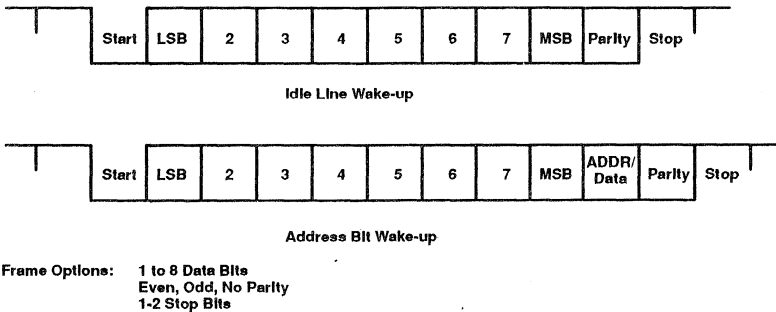 Start LSB 2 3 4 5 6 7 MSB Parity Stop
Idle Line Wake-up
Start LSB 2 3 4 5 6 7 MSB ADDR/ Data Parity Stop
Address Bit Wake-up
Frame Options: 1 to 8 Data Bits
Even, Odd, No Parity
1-2 Stop Bits